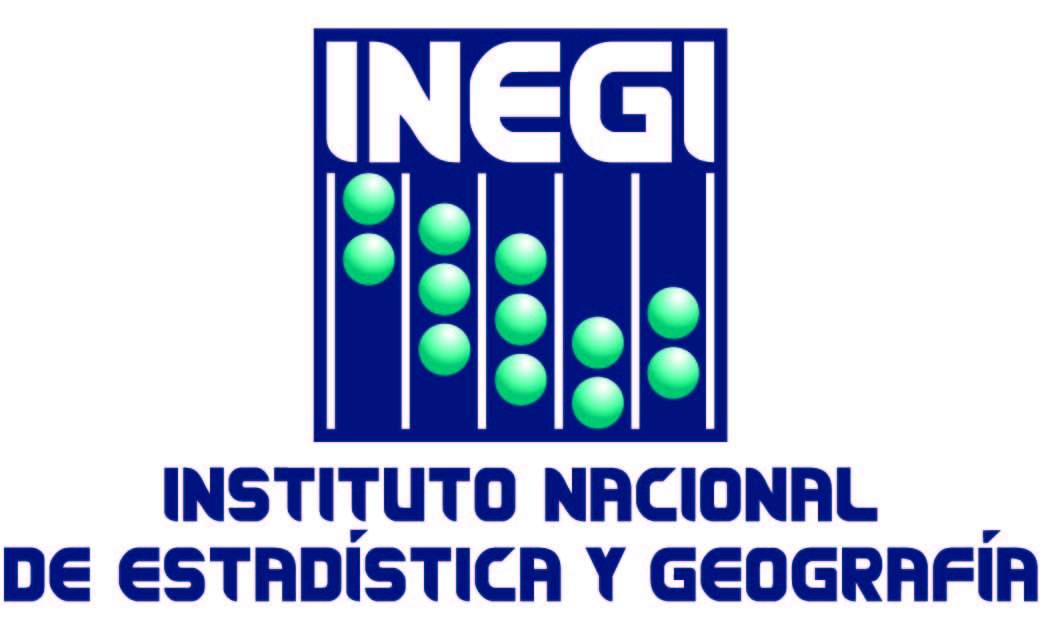 INEGI
INSTITUTO NACIONAL
DE ESTADÍSTICA Y GEOGRAFÍA